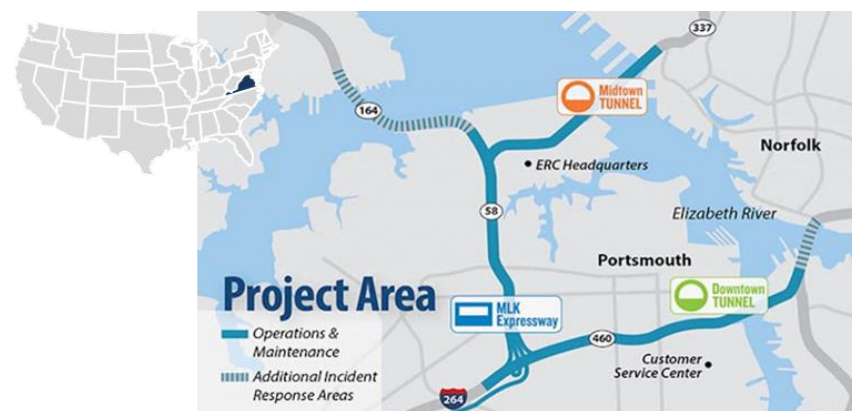 337
Midtown
TUNNEL
164
Norfolk
ERC Headquarters
58
Elizabeth River
Portsmouth
Project Area
Downtown
TUNNEL
MLK
Expressway
Operations &
Maintenance
460
Customer
Service Center
Additional Incident
Response Areas
264